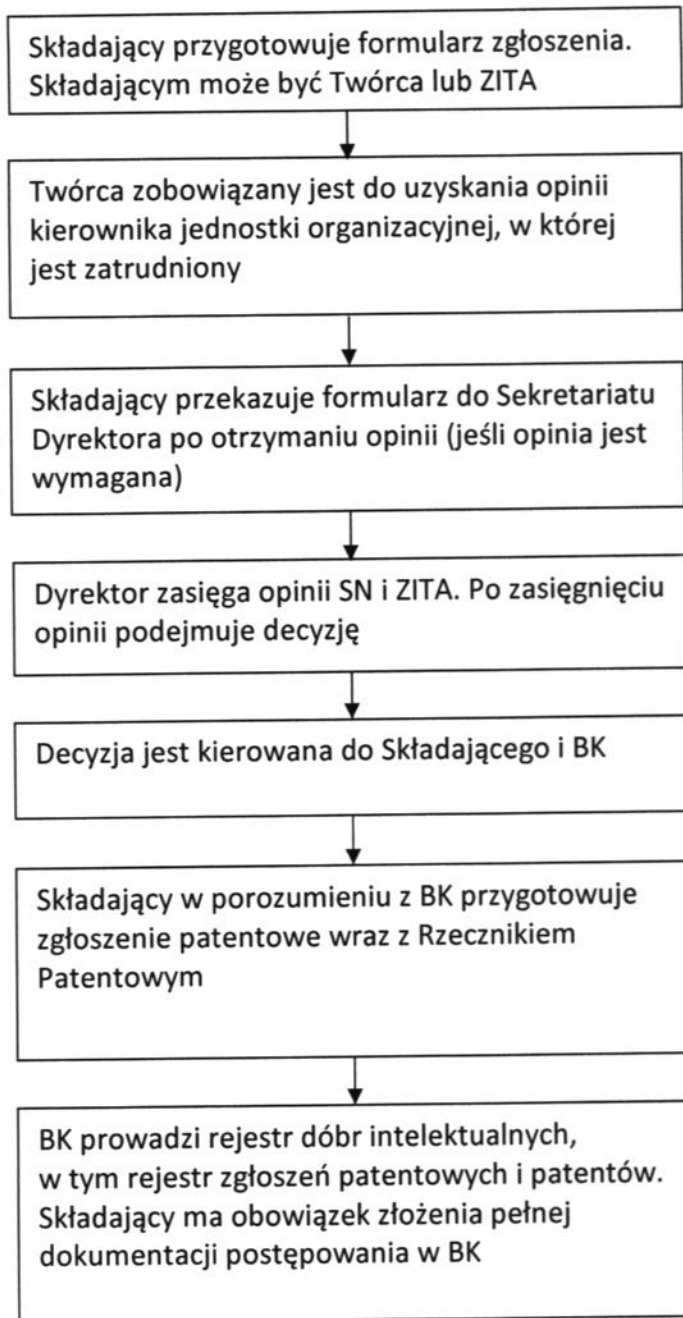 Składający przygotowuje formularz zgłoszenia.
Składającym może być Twórca lub ZITA
Twórca zobowiązany jest do uzyskania opinii
kierownika jednostki organizacyjnej, w której
jest zatrudniony
Składający przekazuje formularz do Sekretariatu
Dyrektora po otrzymaniu opinii (jeśli opinia jest
wymagana)
Dyrektor zasięga opinii SN i ZITA. Po zasięgnięciu
opinii podejmuje decyzję
Decyzja jest kierowana do Składającego i BK
Składający w porozumieniu z BK przygotowuje
zgłoszenie patentowe wraz z Rzecznikiem
Patentowym
BK prowadzi rejestr dóbr intelektualnych,
w tym rejestr zgłoszeń patentowych i patentów.
Składający ma obowiązek złożenia pełnej
dokumentacji postępowania w BK